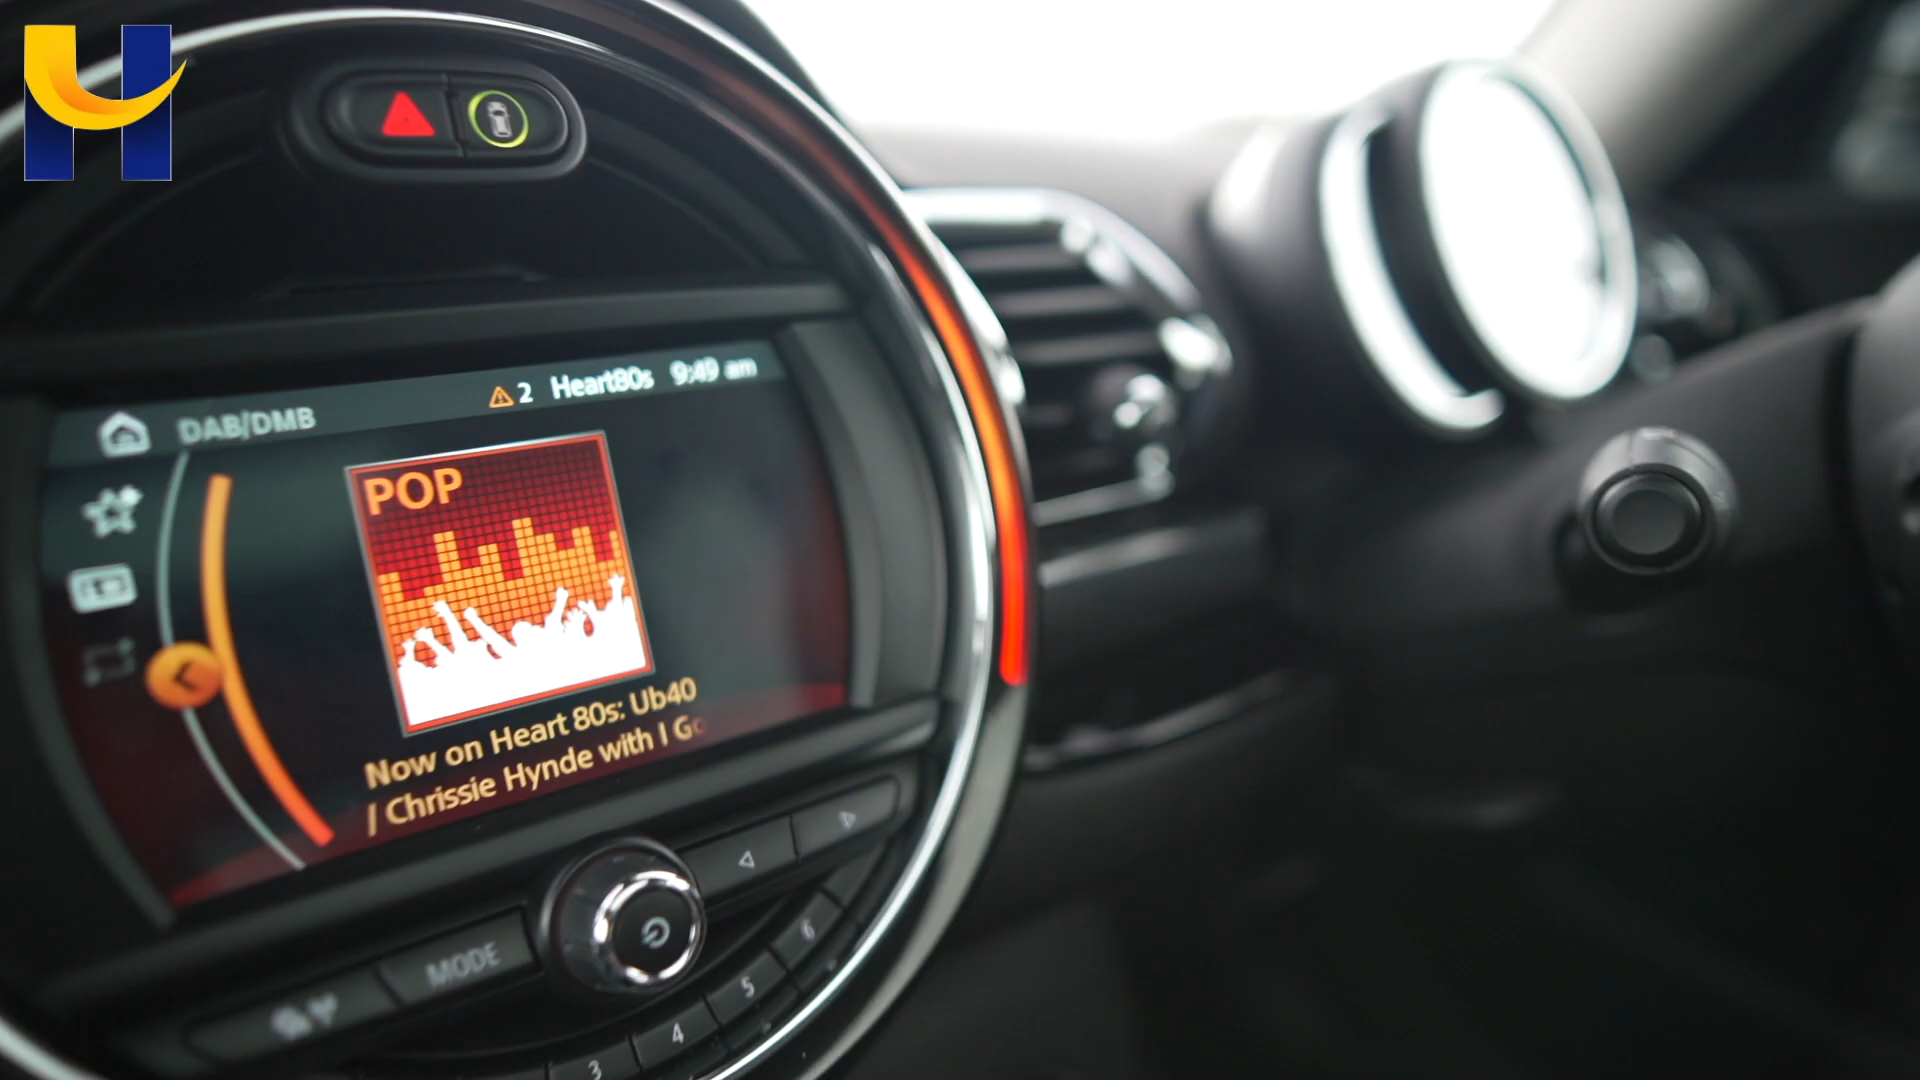 DAB/DMB
2 Heart80s 9:49 am
POP
Now on Heart 80s: Ub40
/ Chrissie Hynde with I Go
MODE
6
5
4
3